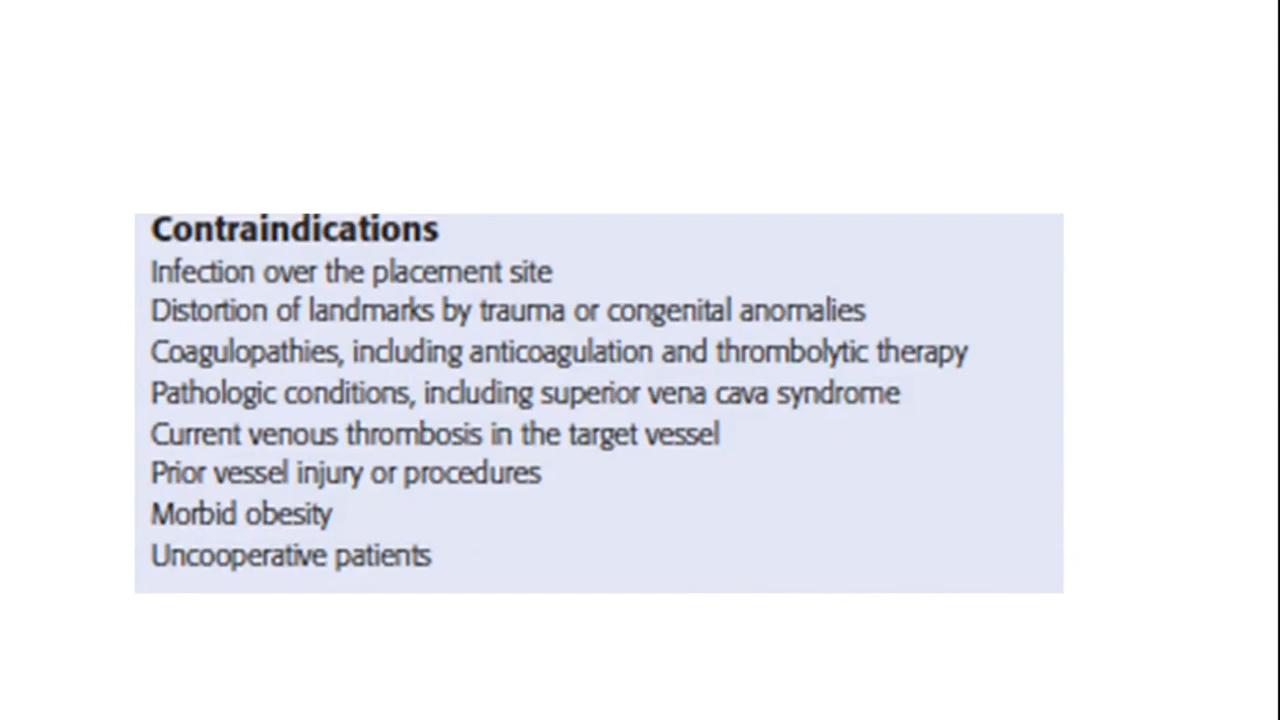 Contraindications
Infection over the placement site
Distortion of landmarks by trauma or congenital anomalies
Coagulopathies, including anticoagulation and thrombolytic therapy
Pathologic conditions, including superior vena cava syndrome
Current venous thrombosis in the target vessel
Prior vessel injury or procedures
Morbid obesity
Uncooperative patients